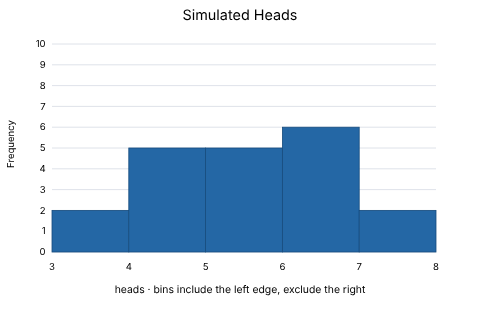 Simulated Heads
10
9
8
7
6
5
4
3
2
1
0
Frequency
3 4 5 6 7 8
heads · bins include the left edge, exclude the right